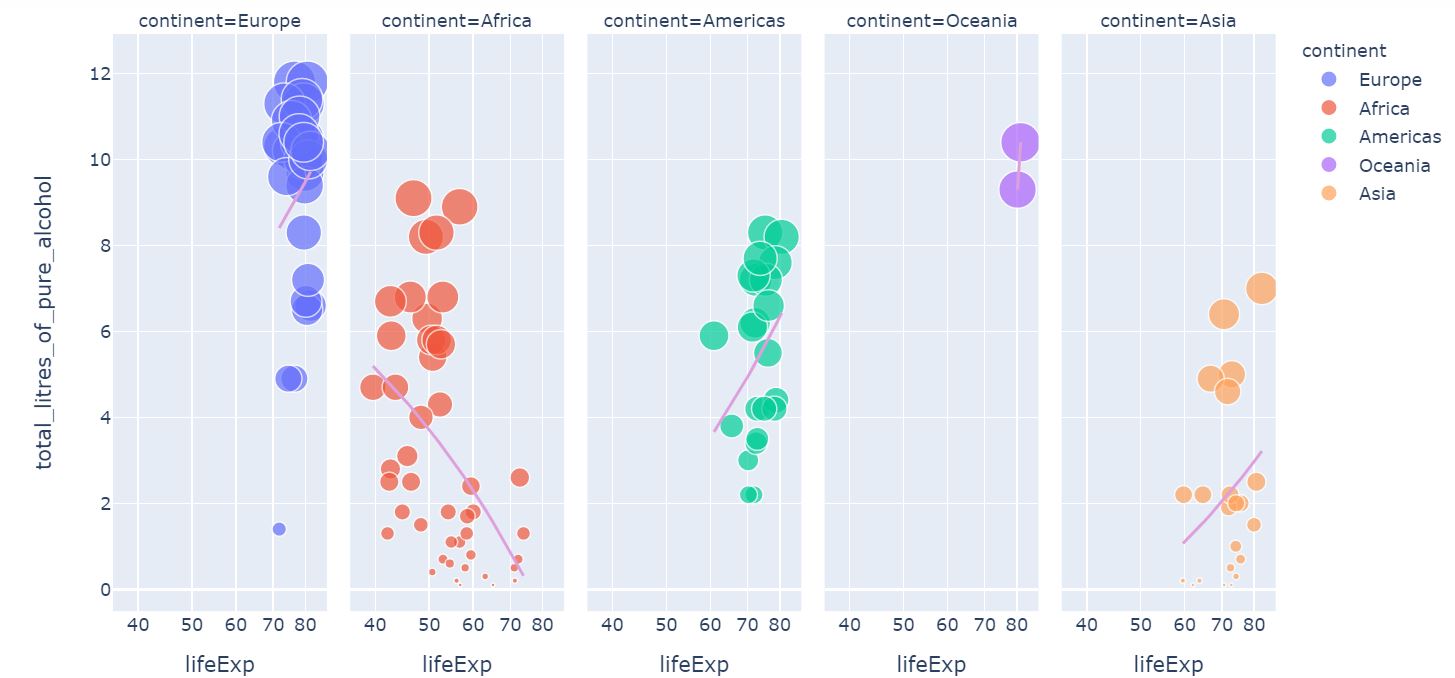 continent=Europe continent=Africa continent=Americas continent=Oceania continent=Asia
continent
Europe
Africa
Americas
Oceania
Asia
total_litres_of_pure_alcohol
12
10
8
6
4
2
0
40 50 60 70 80 40 50 60 70 80 40 50 60 70 80 40 50 60 70 80 40 50 60 70 80
lifeExp lifeExp lifeExp lifeExp lifeExp